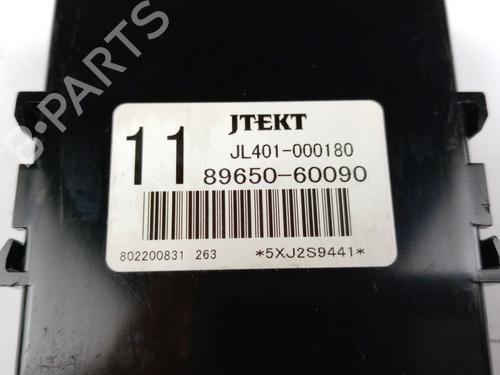 B-PARTS
11
JTEKT
JL401-000180
89650-60090
802200831 263
*5XJ2S9441*